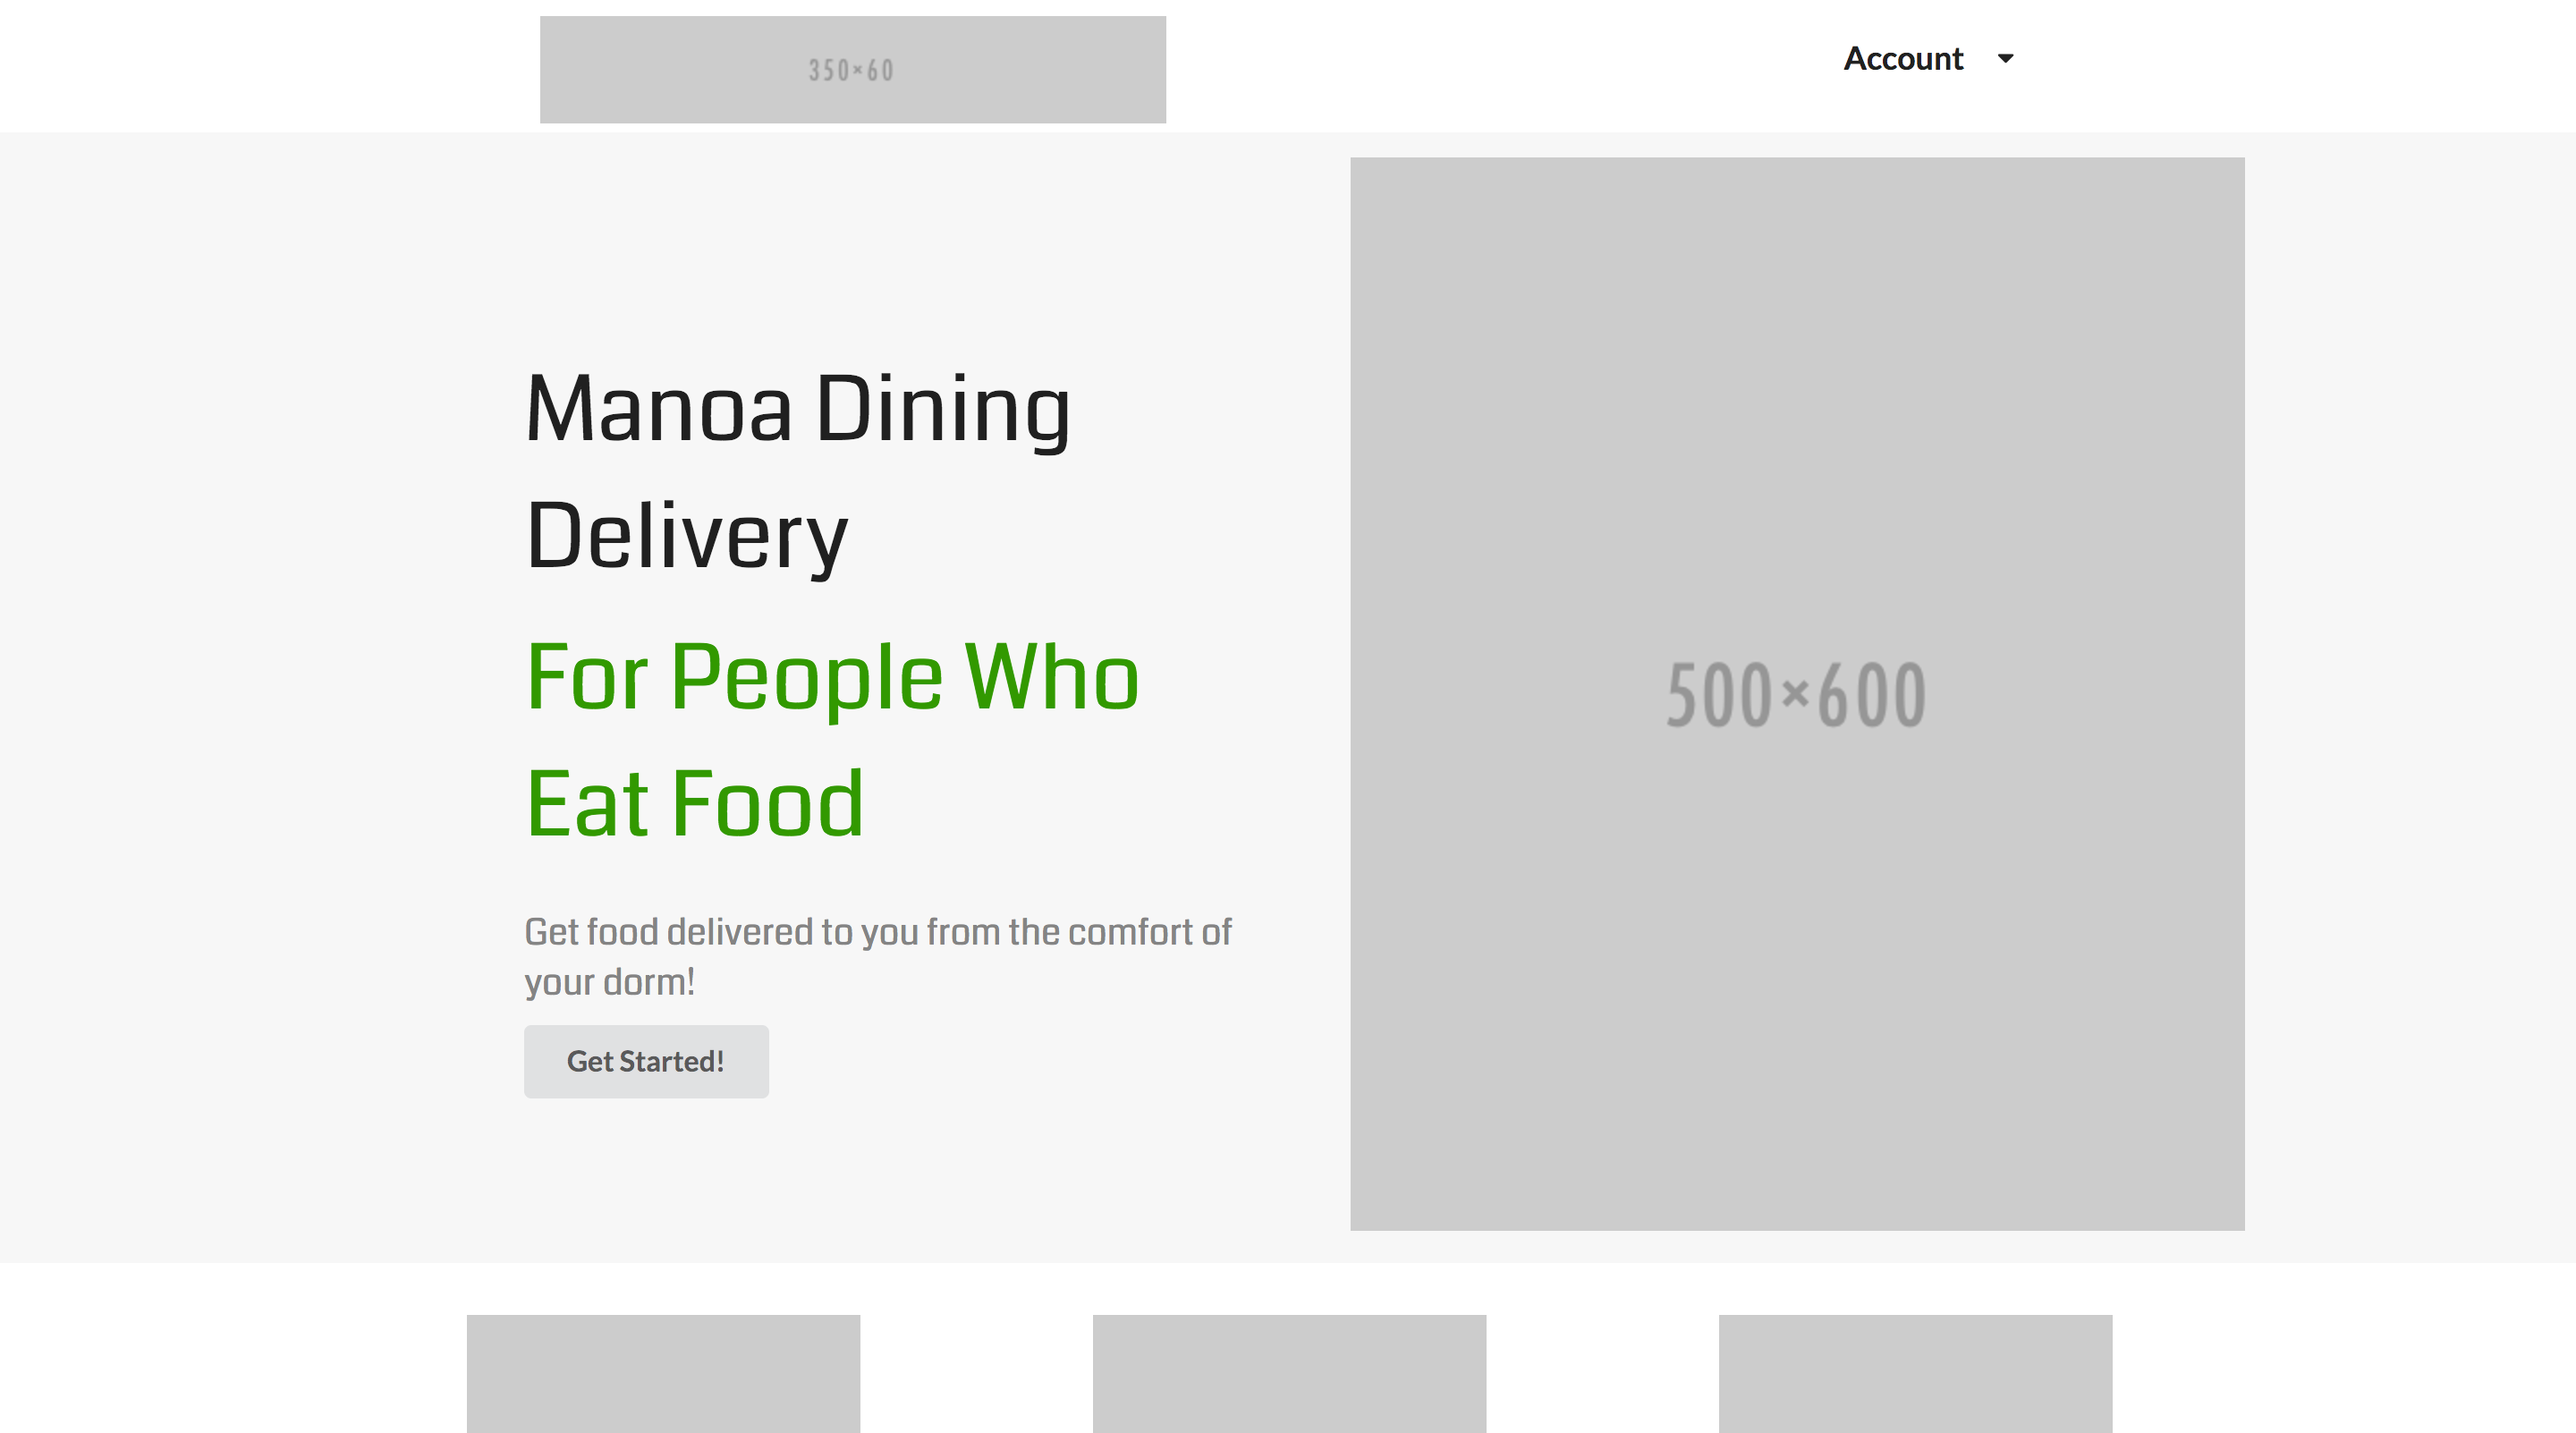 350×60
Account
Manoa Dining
Delivery
For People Who
Eat Food
Get food delivered to you from the comfort of
your dorm!
Get Started!
500×600